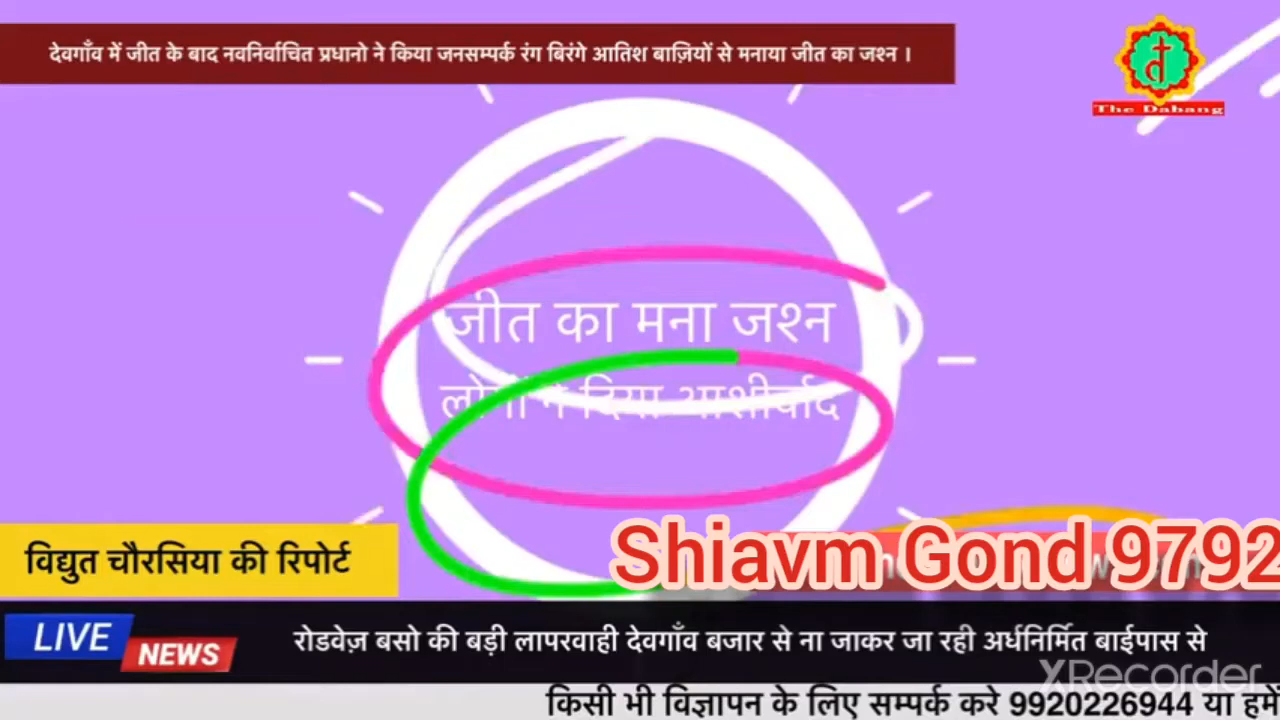 देवगाँव में जीत के बाद नवनिर्वाचित प्रधानो ने किया जनसम्पर्क रंग बिरंगे आतिश बाज़ियों से मनाया जीत का जश्न ।
The Dabang
जीत का मना जश्न
लोगों ने दिया आशीर्वाद
Shiavm Gond 9792
विद्युत चौरसिया की रिपोर्ट
LIVE NEWS
रोडवेज़ बसो की बड़ी लापरवाही देवगाँव बजार से ना जाकर जा रही अर्धनिर्मित बाईपास से
XRecorder
किसी भी विज्ञापन के लिए सम्पर्क करे 9920226944 या हमें